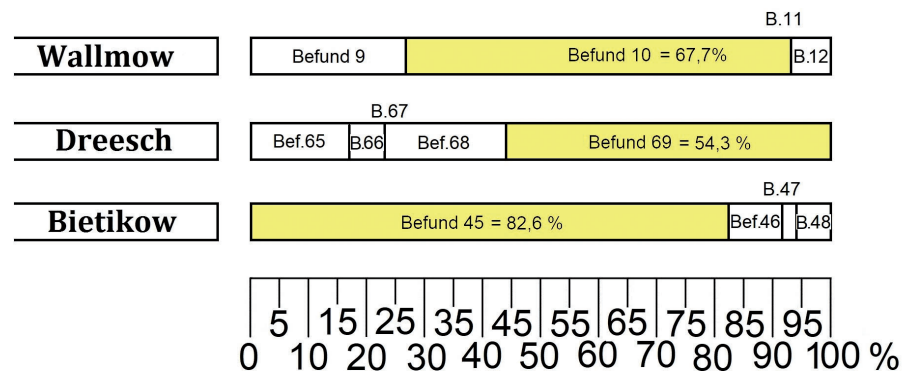 B.11
Wallmow Befund 9 Befund 10 = 67,7% B.12
B.67
Dreesch Bef.65 B.66 Bef.68 Befund 69 = 54,3 %
B.47
Bietikow Befund 45 = 82,6 % Bef.46 B.48
5 15 25 35 45 55 65 75 85 95
0 10 20 30 40 50 60 70 80 90 100 %